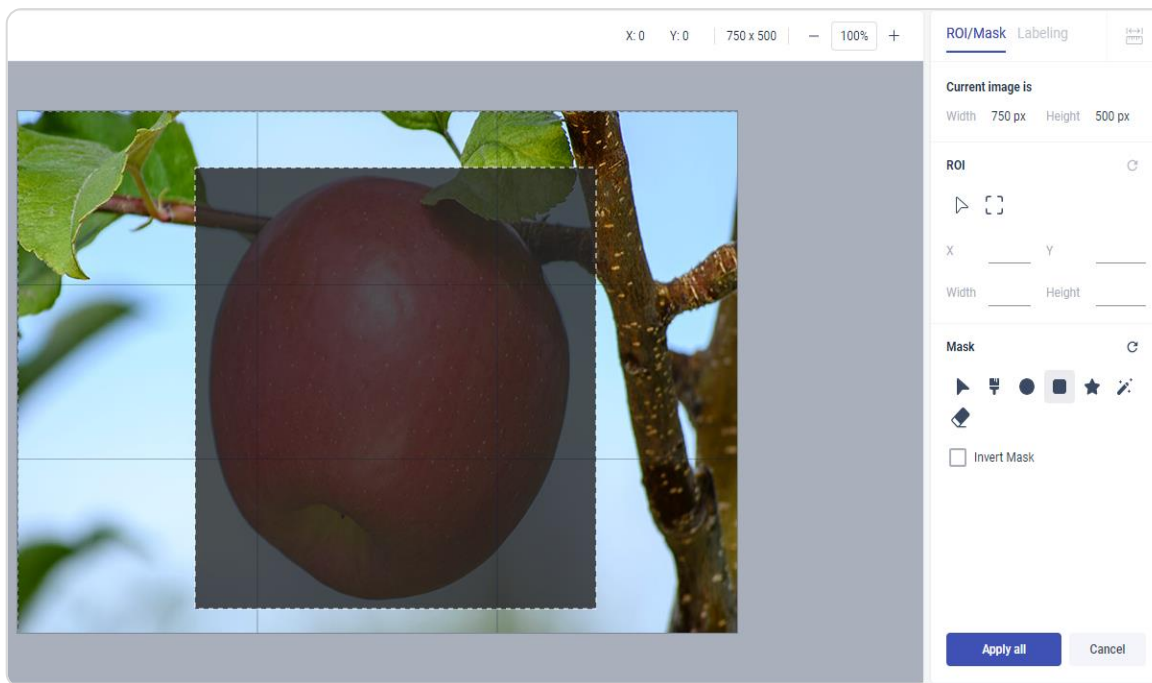 X: 0 Y: 0 750 x 500 − 100% +
ROI/Mask Labeling
Current image is
Width 750 px Height 500 px
ROI
X Y
Width Height
Mask
Invert Mask
Apply all Cancel